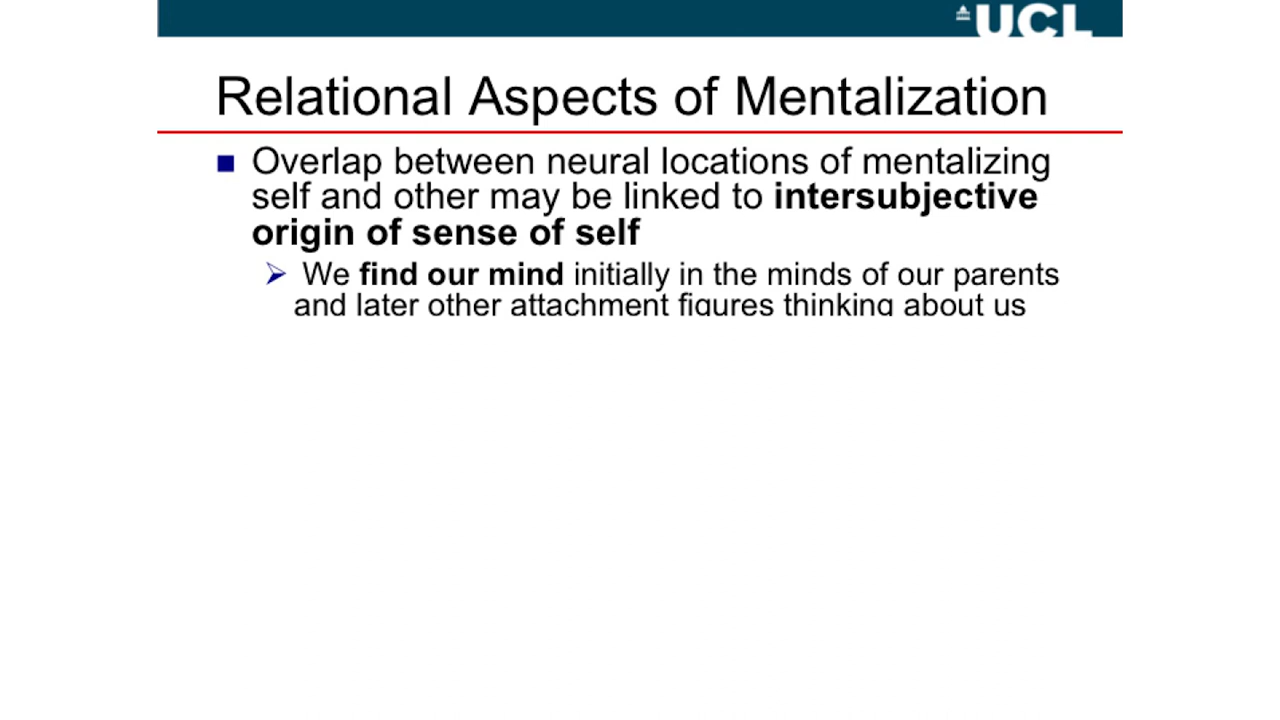 UCL
Relational Aspects of Mentalization
Overlap between neural locations of mentalizing
self and other may be linked to intersubjective
origin of sense of self
We find our mind initially in the minds of our parents
and later other attachment figures thinking about us